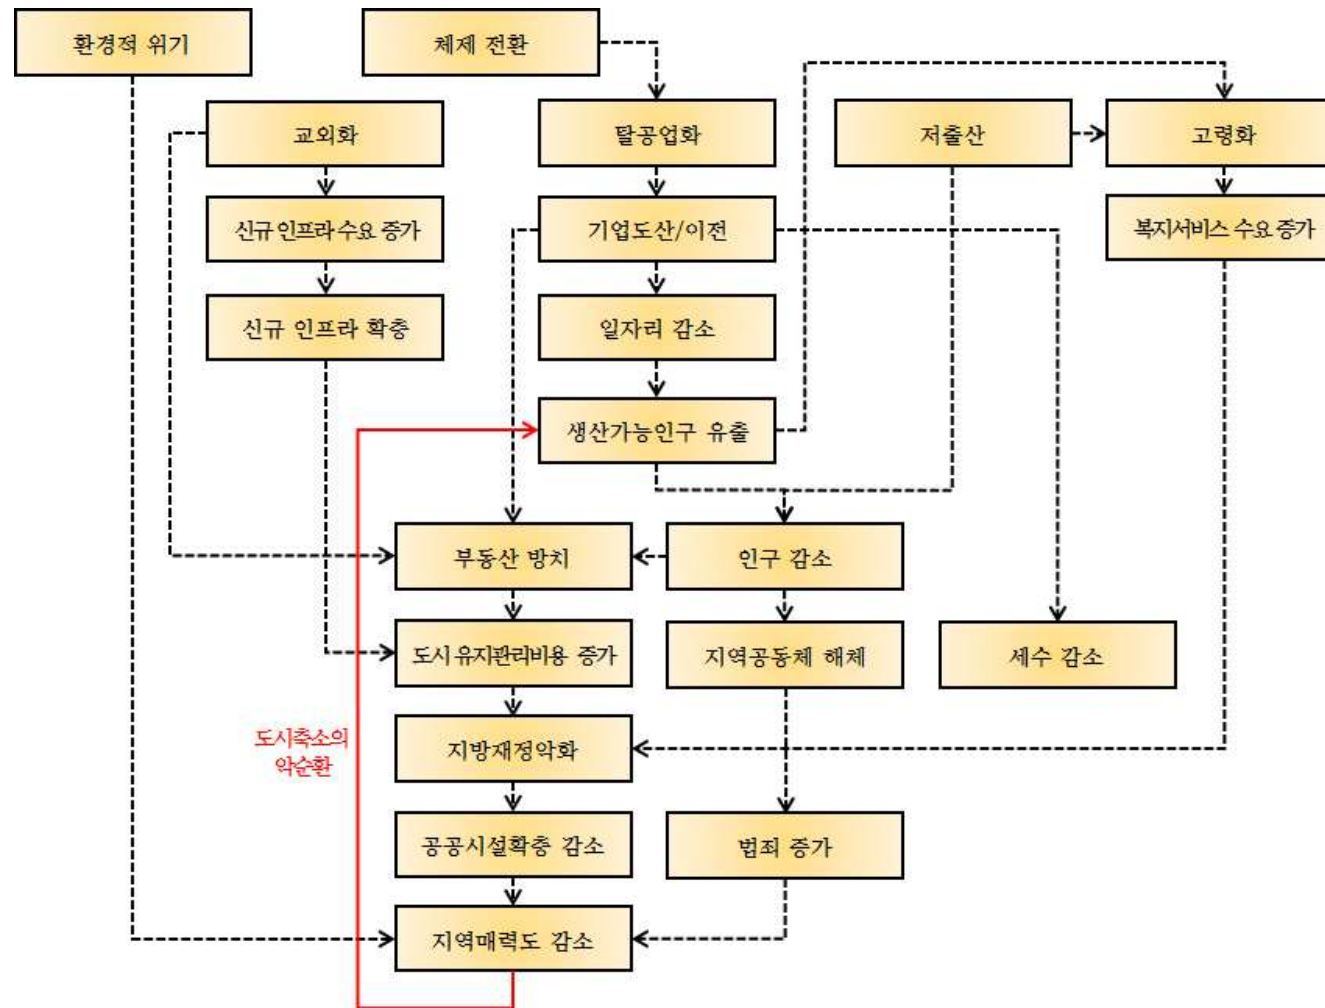 환경적 위기
체제 전환
교외화
탈공업화
저출산
고령화
신규 인프라 수요 증가
기업도산/이전
복지서비스 수요 증가
신규 인프라 확충
일자리 감소
생산가능인구 유출
부동산 방치
인구 감소
도시 유지관리비용 증가
지역공동체 해체
세수 감소
도시축소의
악순환
지방재정악화
공공시설확충 감소
범죄 증가
지역매력도 감소